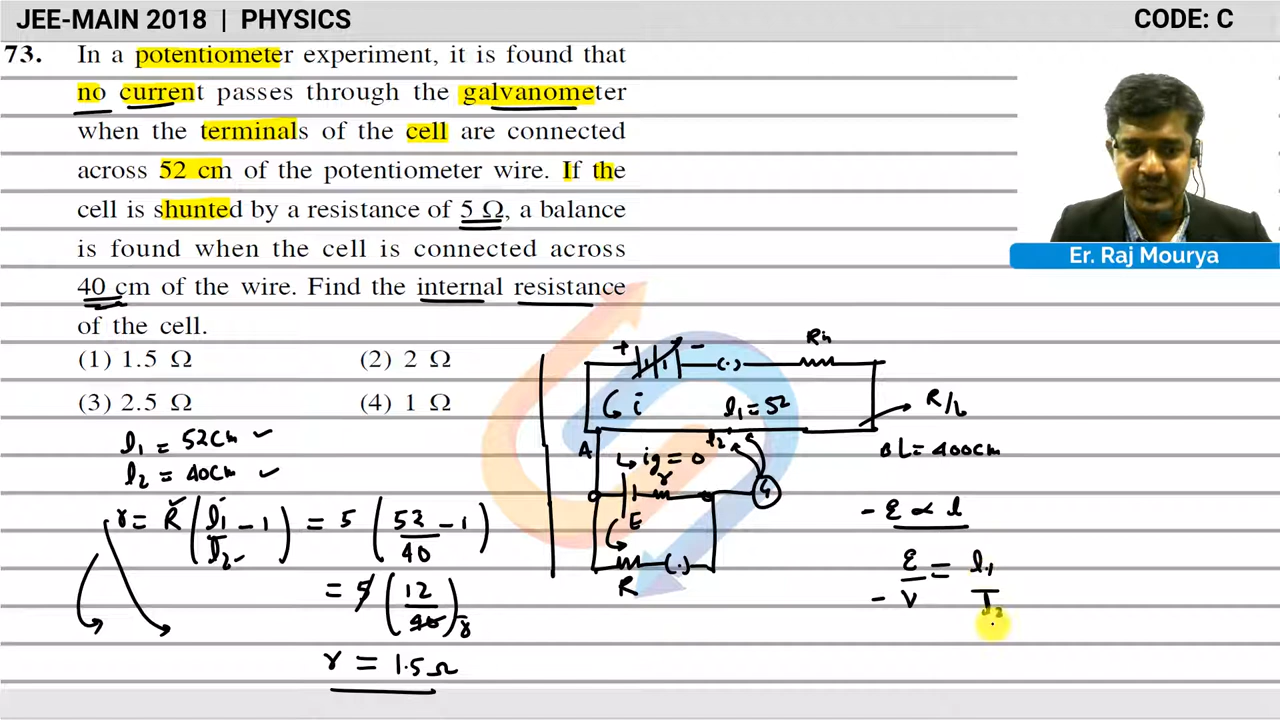 JEE-MAIN 2018 | PHYSICS
CODE: C
73. In a potentiometer experiment, it is found that
no current passes through the galvanometer
when the terminals of the cell are connected
across 52 cm of the potentiometer wire. If the
cell is shunted by a resistance of 5 Ω, a balance
is found when the cell is connected across
40 cm of the wire. Find the internal resistance
of the cell.
(1) 1.5 Ω (2) 2 Ω
(3) 2.5 Ω (4) 1 Ω
Er. Raj Mourya
l₁ = 52cm ✓
l₂ = 40cm ✓
r = R (l₁/l₂ - 1) = 5 (52/40 - 1)
= 5 (12/40) 8
r = 1.5 Ω
+ - Rh
i l₁ = 52
R/L
A l₂
L = 400cm
ig = 0
r
E G
R
- E ∝ l
- E/V = l₁/l₂